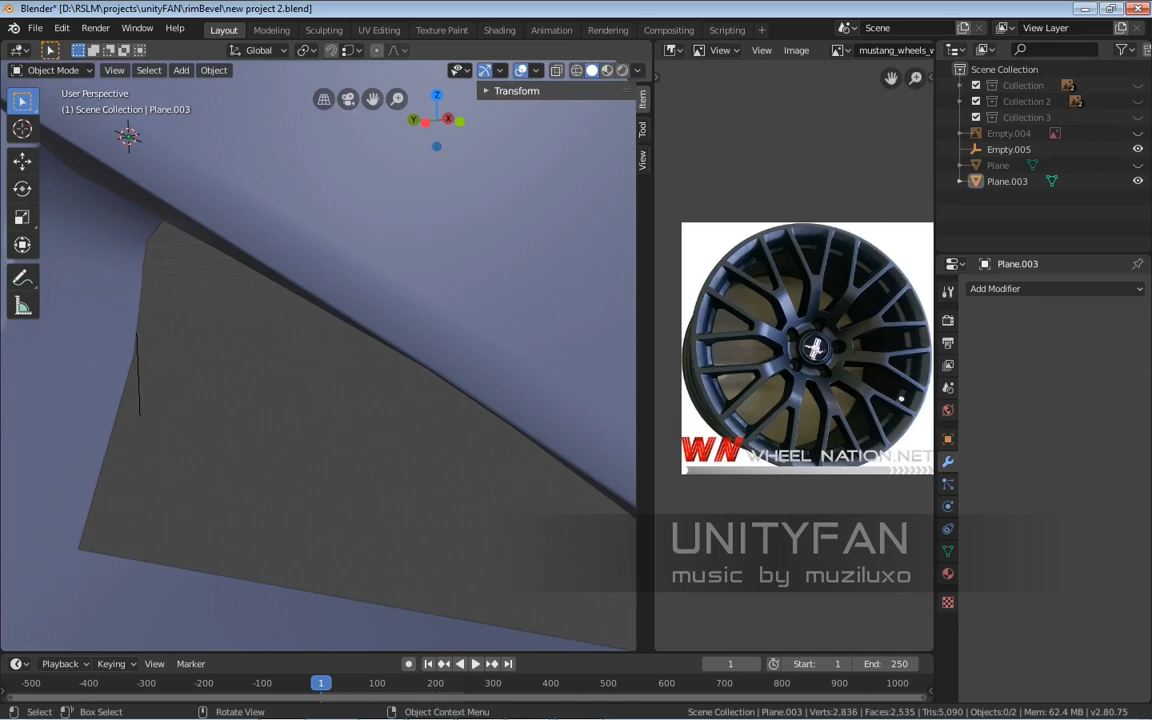 Blender* [D:\RSLM\projects\unityFAN\rimBevel\new project 2.blend]
File Edit Render Window Help Layout Modeling Sculpting UV Editing Texture Paint Shading Animation Rendering Compositing Scripting + Scene View Layer
Global View Image mustang_wheels_w
Object Mode View Select Add Object
User Perspective
(1) Scene Collection | Plane.003
Transform
Item
Tool
View
Z
Y
X
Scene Collection
Collection 2
Collection 2 2
Collection 3
Empty.004
Empty.005
Plane
Plane.003
Plane.003
Add Modifier
WN WHEEL NATION.NET
UNITYFAN
music by muziluxo
Playback Keying View Marker 1 Start: 1 End: 250
-500 -400 -300 -200 -100 1 100 200 300 400 500 600 700 800 900 1000
Select Box Select Rotate View Object Context Menu Scene Collection | Plane.003 | Verts:2,836 | Faces:2,535 | Tris:5,090 | Objects:0/2 | Mem: 62.4 MB | v2.80.75